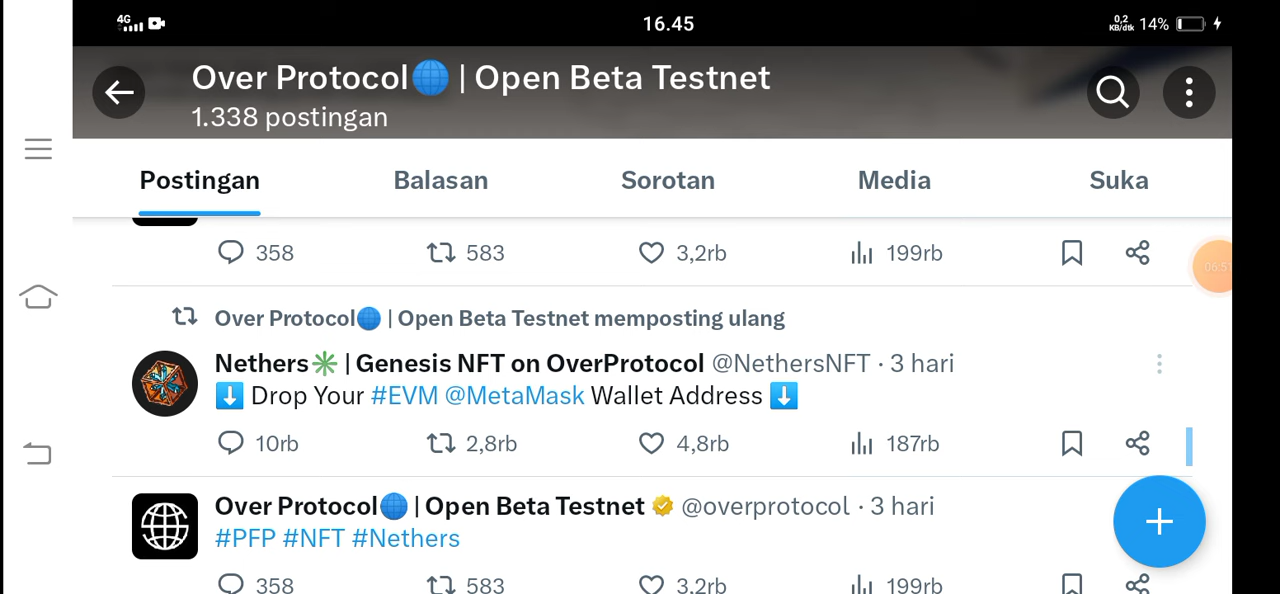 4G 16.45 0,2 KB/dtk 14%
Over Protocol🌐 | Open Beta Testnet
1.338 postingan
Postingan Balasan Sorotan Media Suka
358 583 3,2rb 199rb
06:51
Over Protocol🌐 | Open Beta Testnet memposting ulang
Nethers✳️ | Genesis NFT on OverProtocol @NethersNFT · 3 hari
⬇️ Drop Your #EVM @MetaMask Wallet Address ⬇️
10rb 2,8rb 4,8rb 187rb
Over Protocol🌐 | Open Beta Testnet @overprotocol · 3 hari
#PFP #NFT #Nethers
358 583 3,2rb 199rb